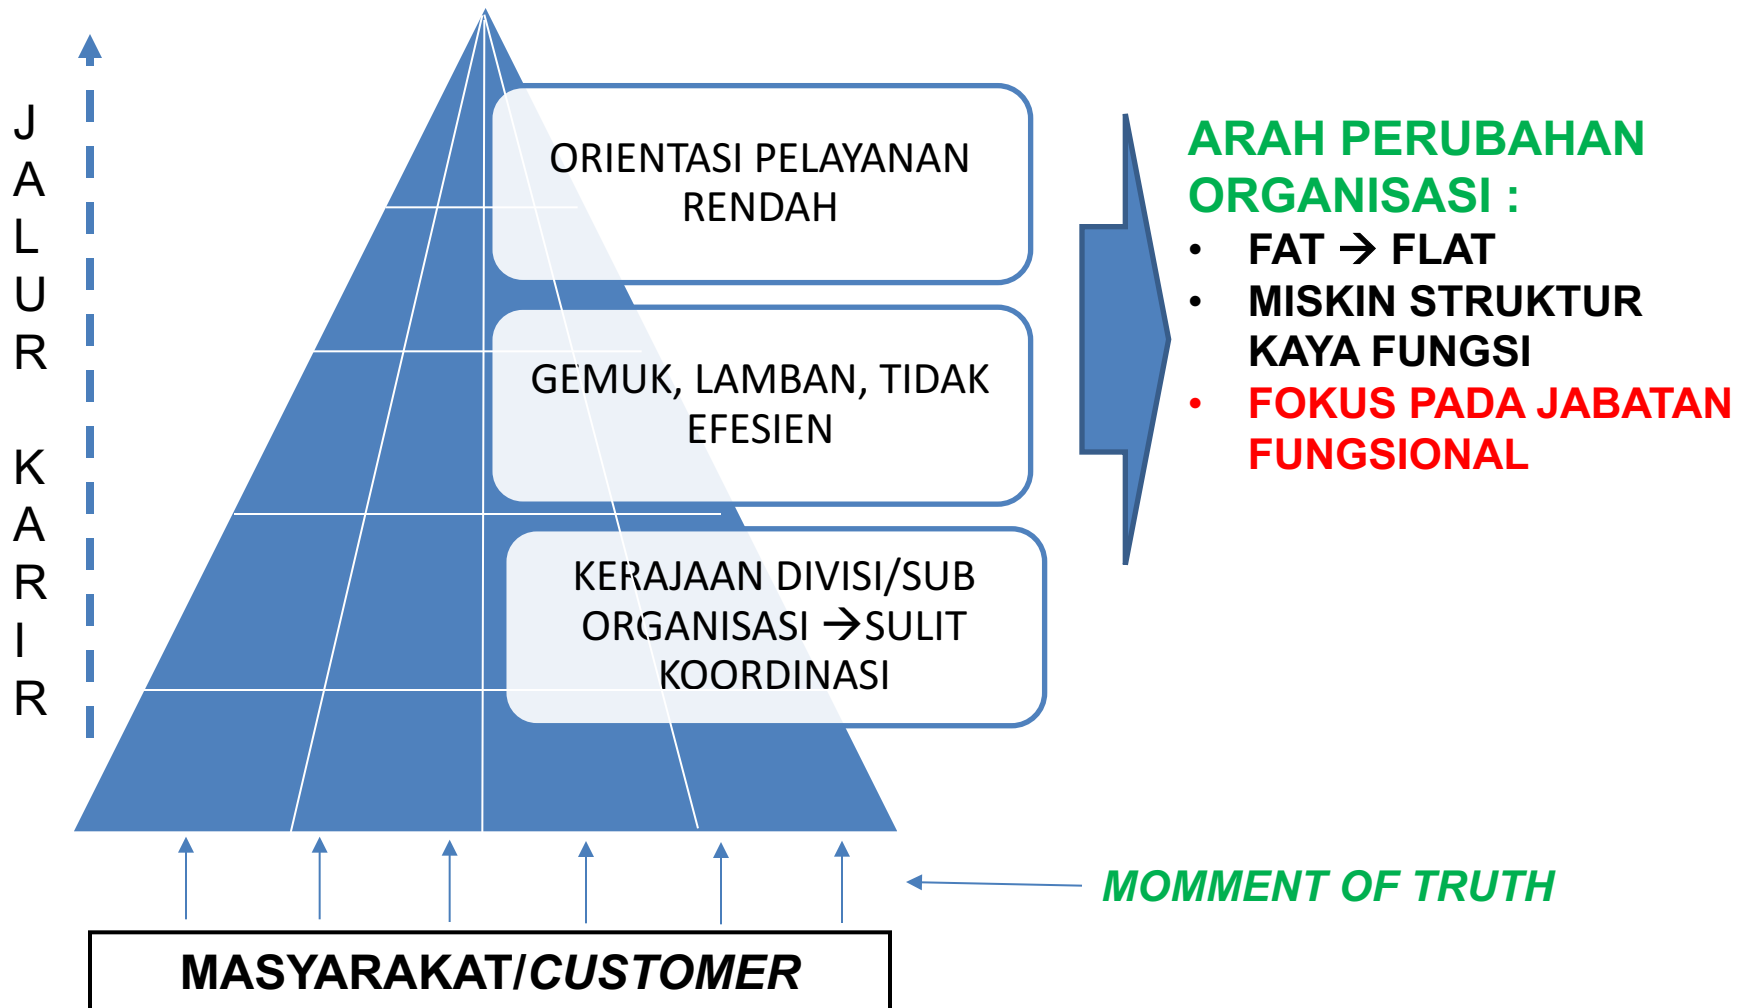 JALUR KARIR
ORIENTASI PELAYANAN
RENDAH
GEMUK, LAMBAN, TIDAK
EFESIEN
KERAJAAN DIVISI/SUB
ORGANISASI → SULIT
KOORDINASI
ARAH PERUBAHAN
ORGANISASI :
• FAT → FLAT
• MISKIN STRUKTUR
KAYA FUNGSI
• FOKUS PADA JABATAN
FUNGSIONAL
MOMMENT OF TRUTH
MASYARAKAT/CUSTOMER